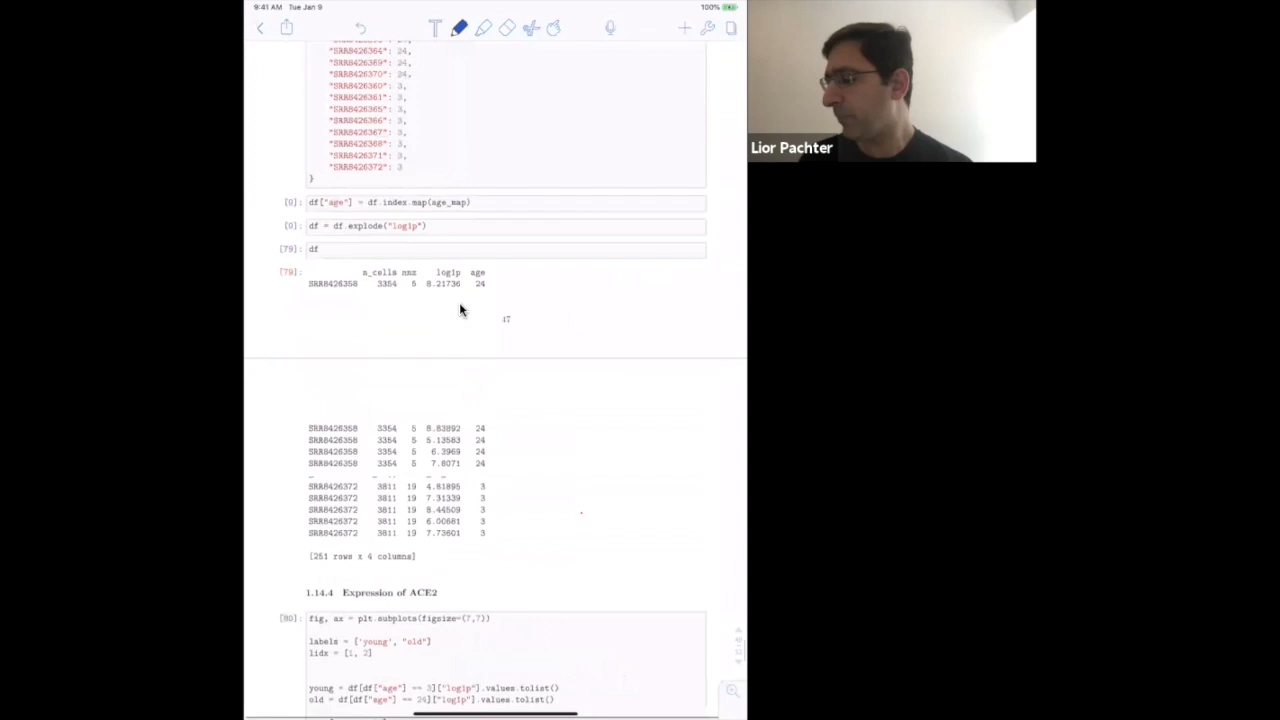 9:41 AM Tue Jan 9
100%
"SRR8426364": 24,
"SRR8426369": 24,
"SRR8426370": 24,
"SRR8426360": 3,
"SRR8426361": 3,
"SRR8426365": 3,
"SRR8426366": 3,
"SRR8426367": 3,
"SRR8426368": 3,
"SRR8426371": 3,
"SRR8426372": 3
}
[0]: df["age"] = df.index.map(age_map)
[0]: df = df.explode("log1p")
[79]: df
[79]: n_cells nnz log1p age
SRR8426358 3354 5 8.21736 24
47
SRR8426358 3354 5 8.83892 24
SRR8426358 3354 5 5.13583 24
SRR8426358 3354 5 6.3969 24
SRR8426358 3354 5 7.8071 24
SRR8426372 3811 19 4.81895 3
SRR8426372 3811 19 7.31339 3
SRR8426372 3811 19 8.44509 3
SRR8426372 3811 19 6.00681 3
SRR8426372 3811 19 7.73601 3
[251 rows x 4 columns]
1.14.4 Expression of ACE2
[80]: fig, ax = plt.subplots(figsize=(7,7))
labels = ['young', "old"]
lidx = [1, 2]
young = df[df["age"] == 3]["log1p"].values.tolist()
old = df[df["age"] == 24]["log1p"].values.tolist()
Lior Pachter